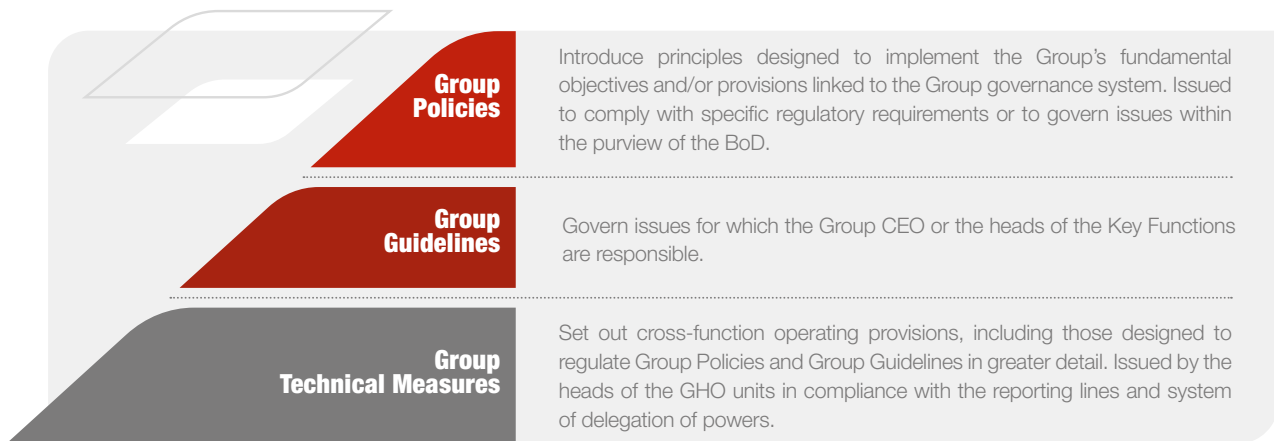 Group
Policies
Introduce principles designed to implement the Group’s fundamental
objectives and/or provisions linked to the Group governance system. Issued
to comply with specific regulatory requirements or to govern issues within
the purview of the BoD.
Group
Guidelines
Govern issues for which the Group CEO or the heads of the Key Functions
are responsible.
Group
Technical Measures
Set out cross-function operating provisions, including those designed to
regulate Group Policies and Group Guidelines in greater detail. Issued by the
heads of the GHO units in compliance with the reporting lines and system
of delegation of powers.